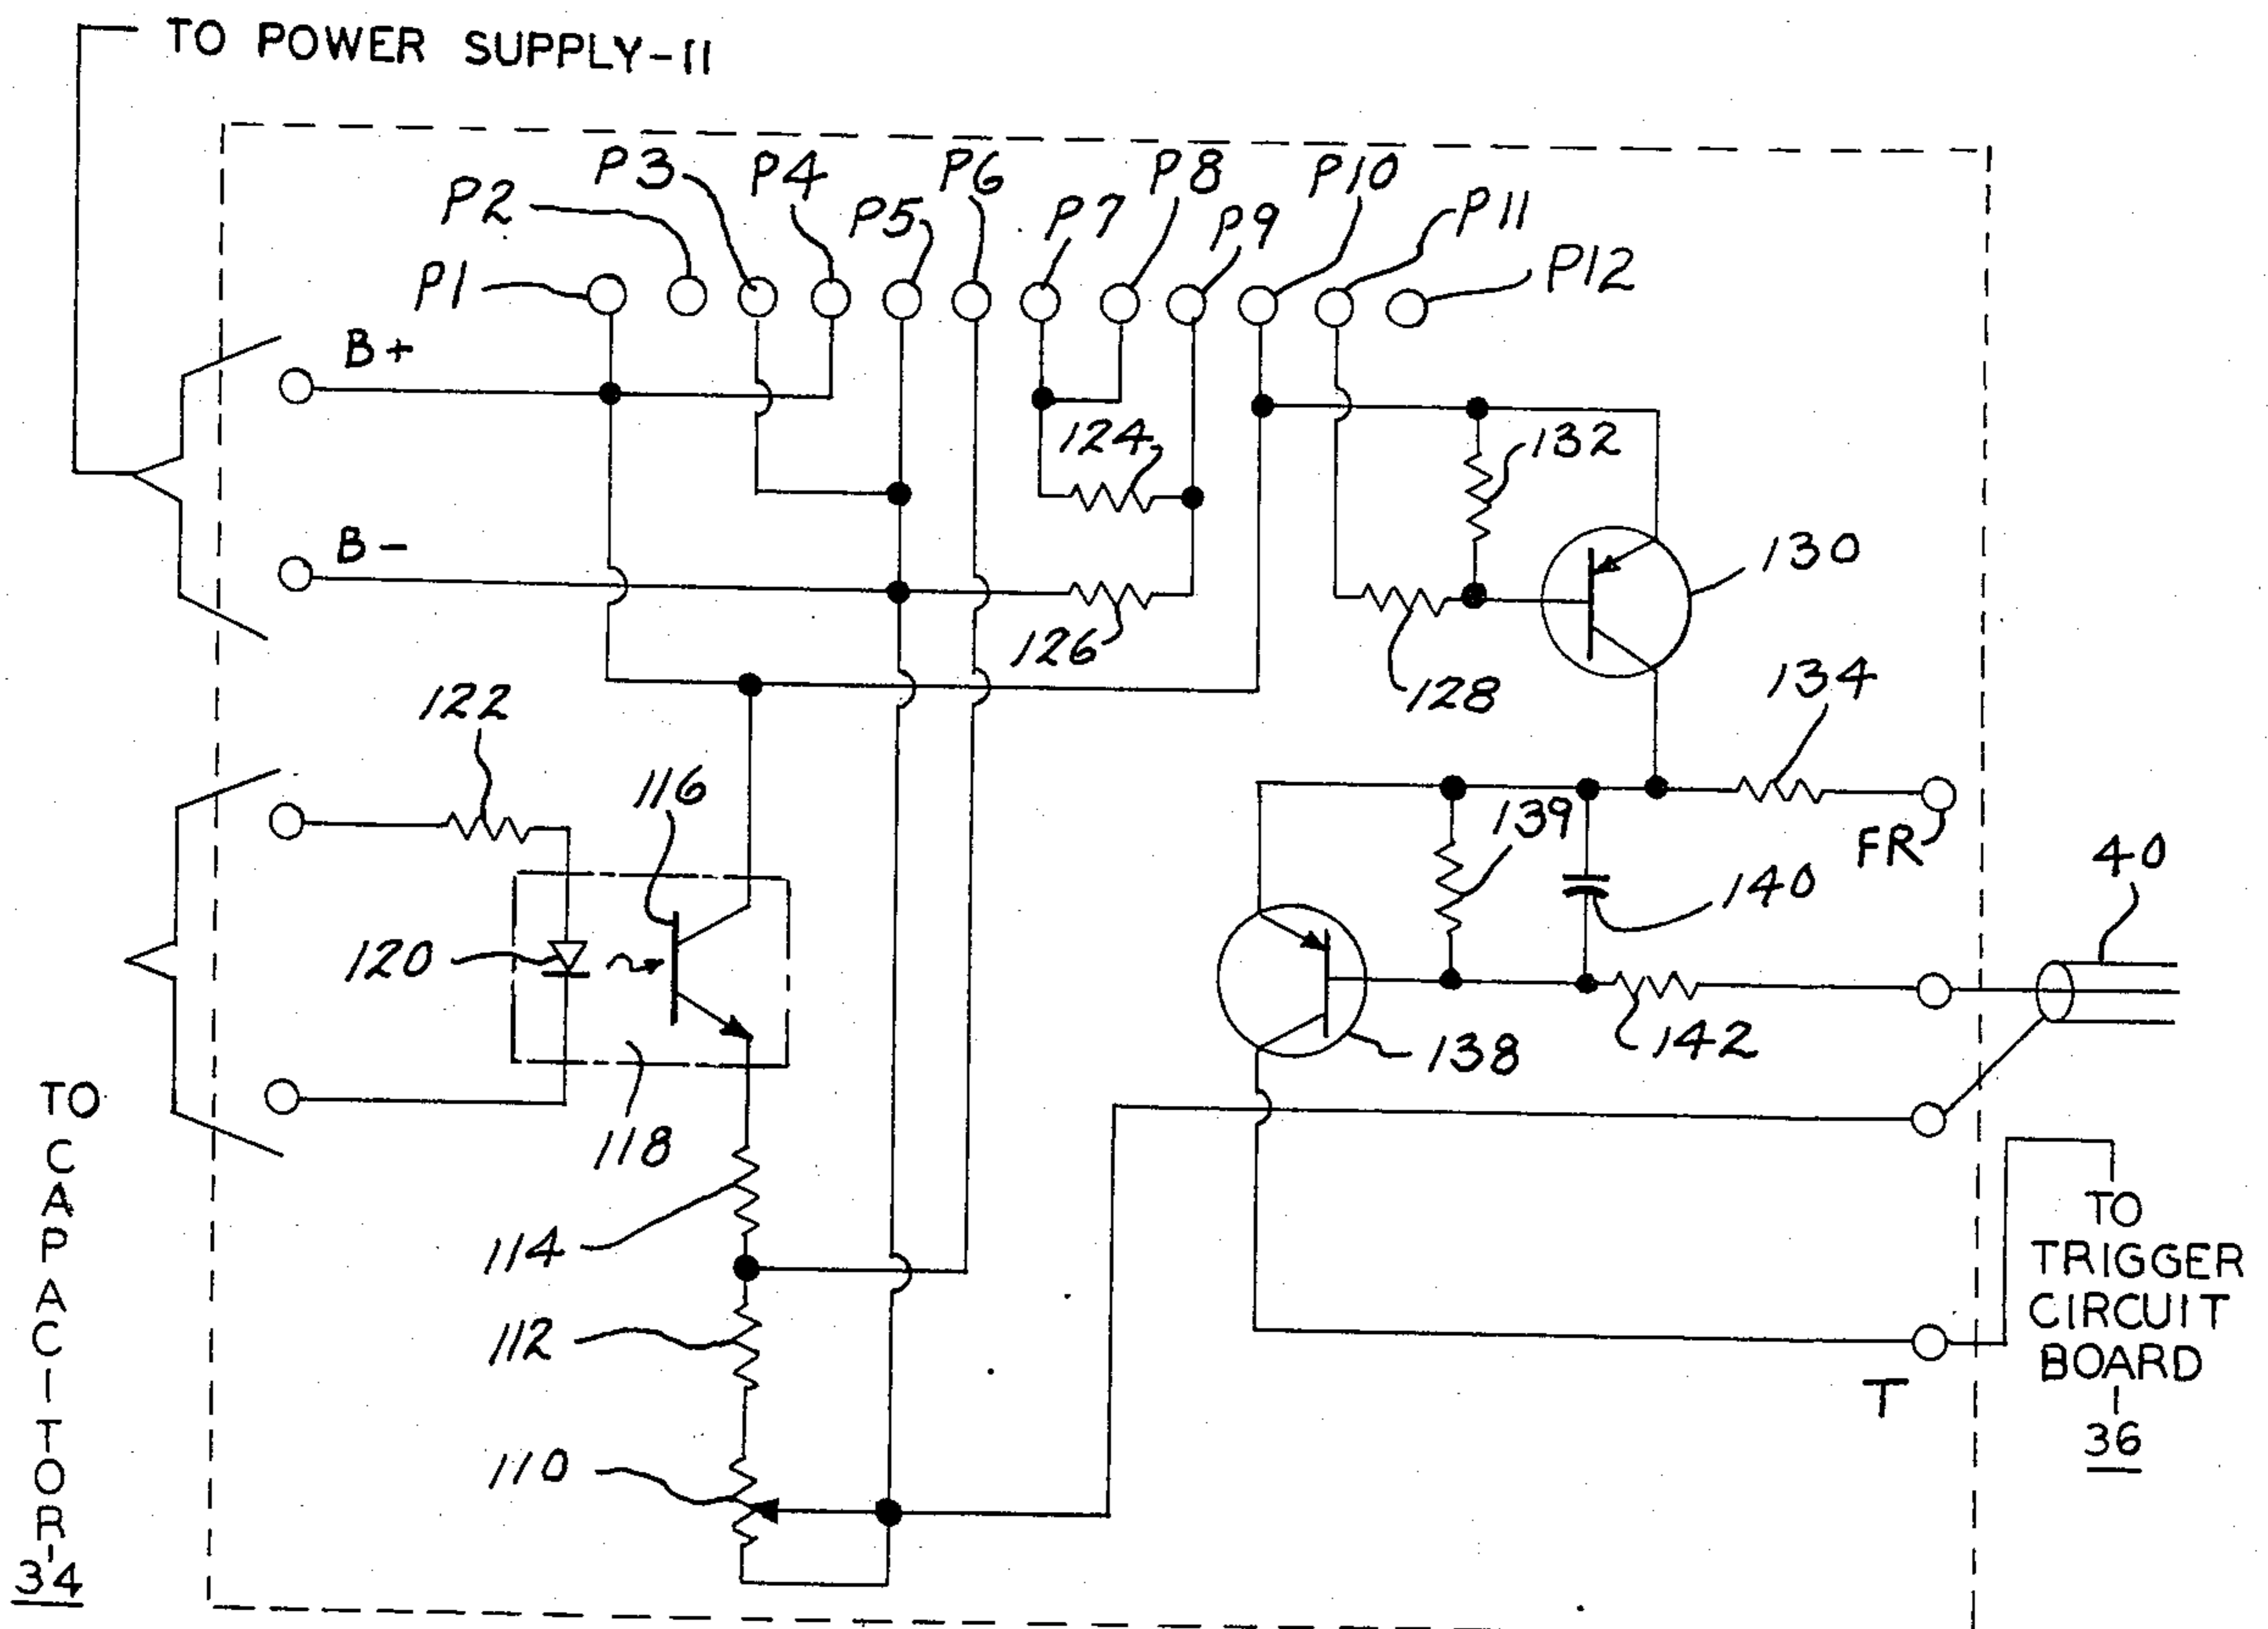 TO POWER SUPPLY-11
P1
P2
P3
P4
P5
P6
P7
P8
P9
P10
P11
P12
B+
B-
124
126
132
130
128
134
122
116
120
118
114
112
110
139
140
FR
40
138
142
T
TO CAPACITOR-34
TO
TRIGGER
CIRCUIT
BOARD
-
36